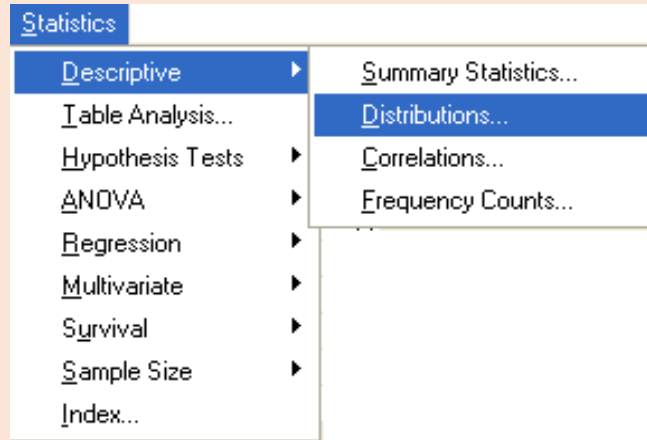 Statistics
Descriptive
Table Analysis...
Hypothesis Tests
ANOVA
Regression
Multivariate
Survival
Sample Size
Index...
Summary Statistics...
Distributions...
Correlations...
Frequency Counts...